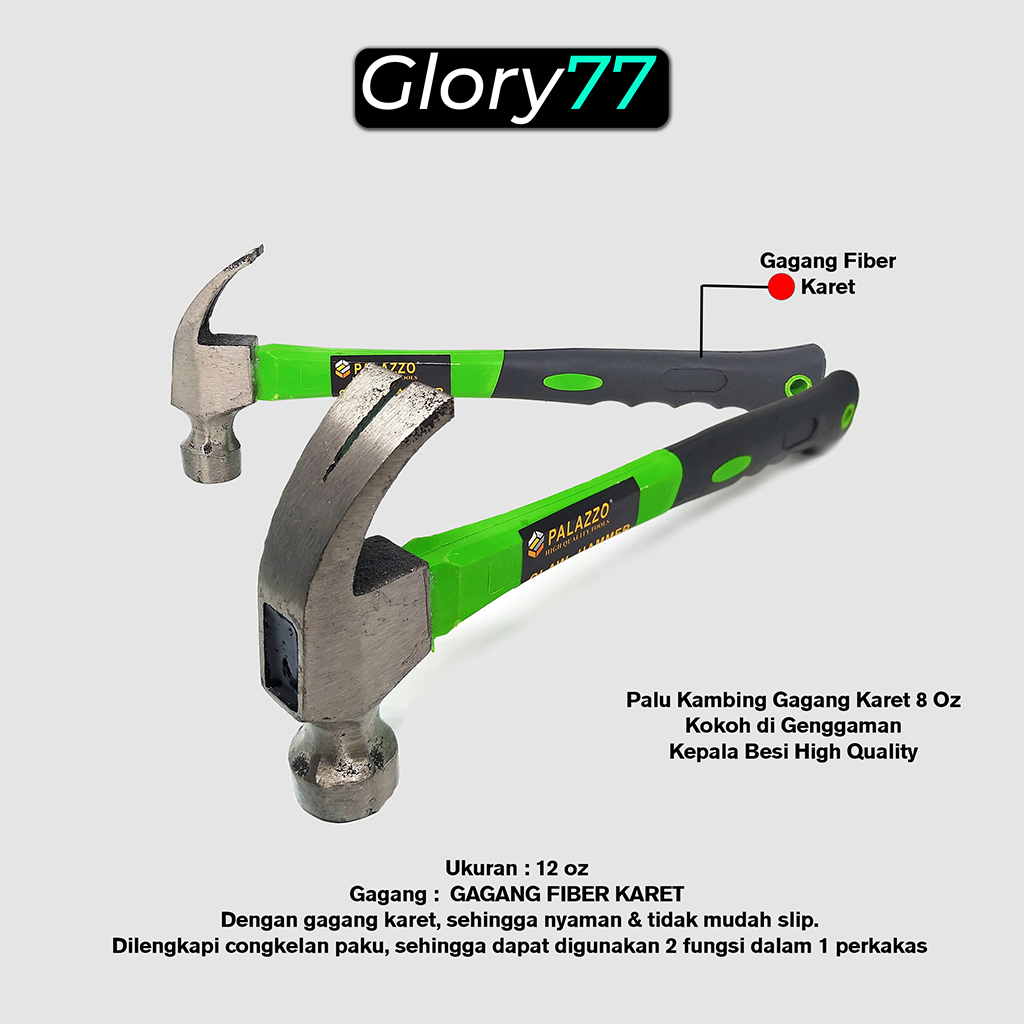 Glory77
Gagang Fiber
Karet
PALAZZO
PALAZZO
HIGH QUALITY TOOLS
CLAW HAMMER
Palu Kambing Gagang Karet 8 Oz
Kokoh di Genggaman
Kepala Besi High Quality
Ukuran : 12 oz
Gagang : GAGANG FIBER KARET
Dengan gagang karet, sehingga nyaman & tidak mudah slip.
Dilengkapi congkelan paku, sehingga dapat digunakan 2 fungsi dalam 1 perkakas